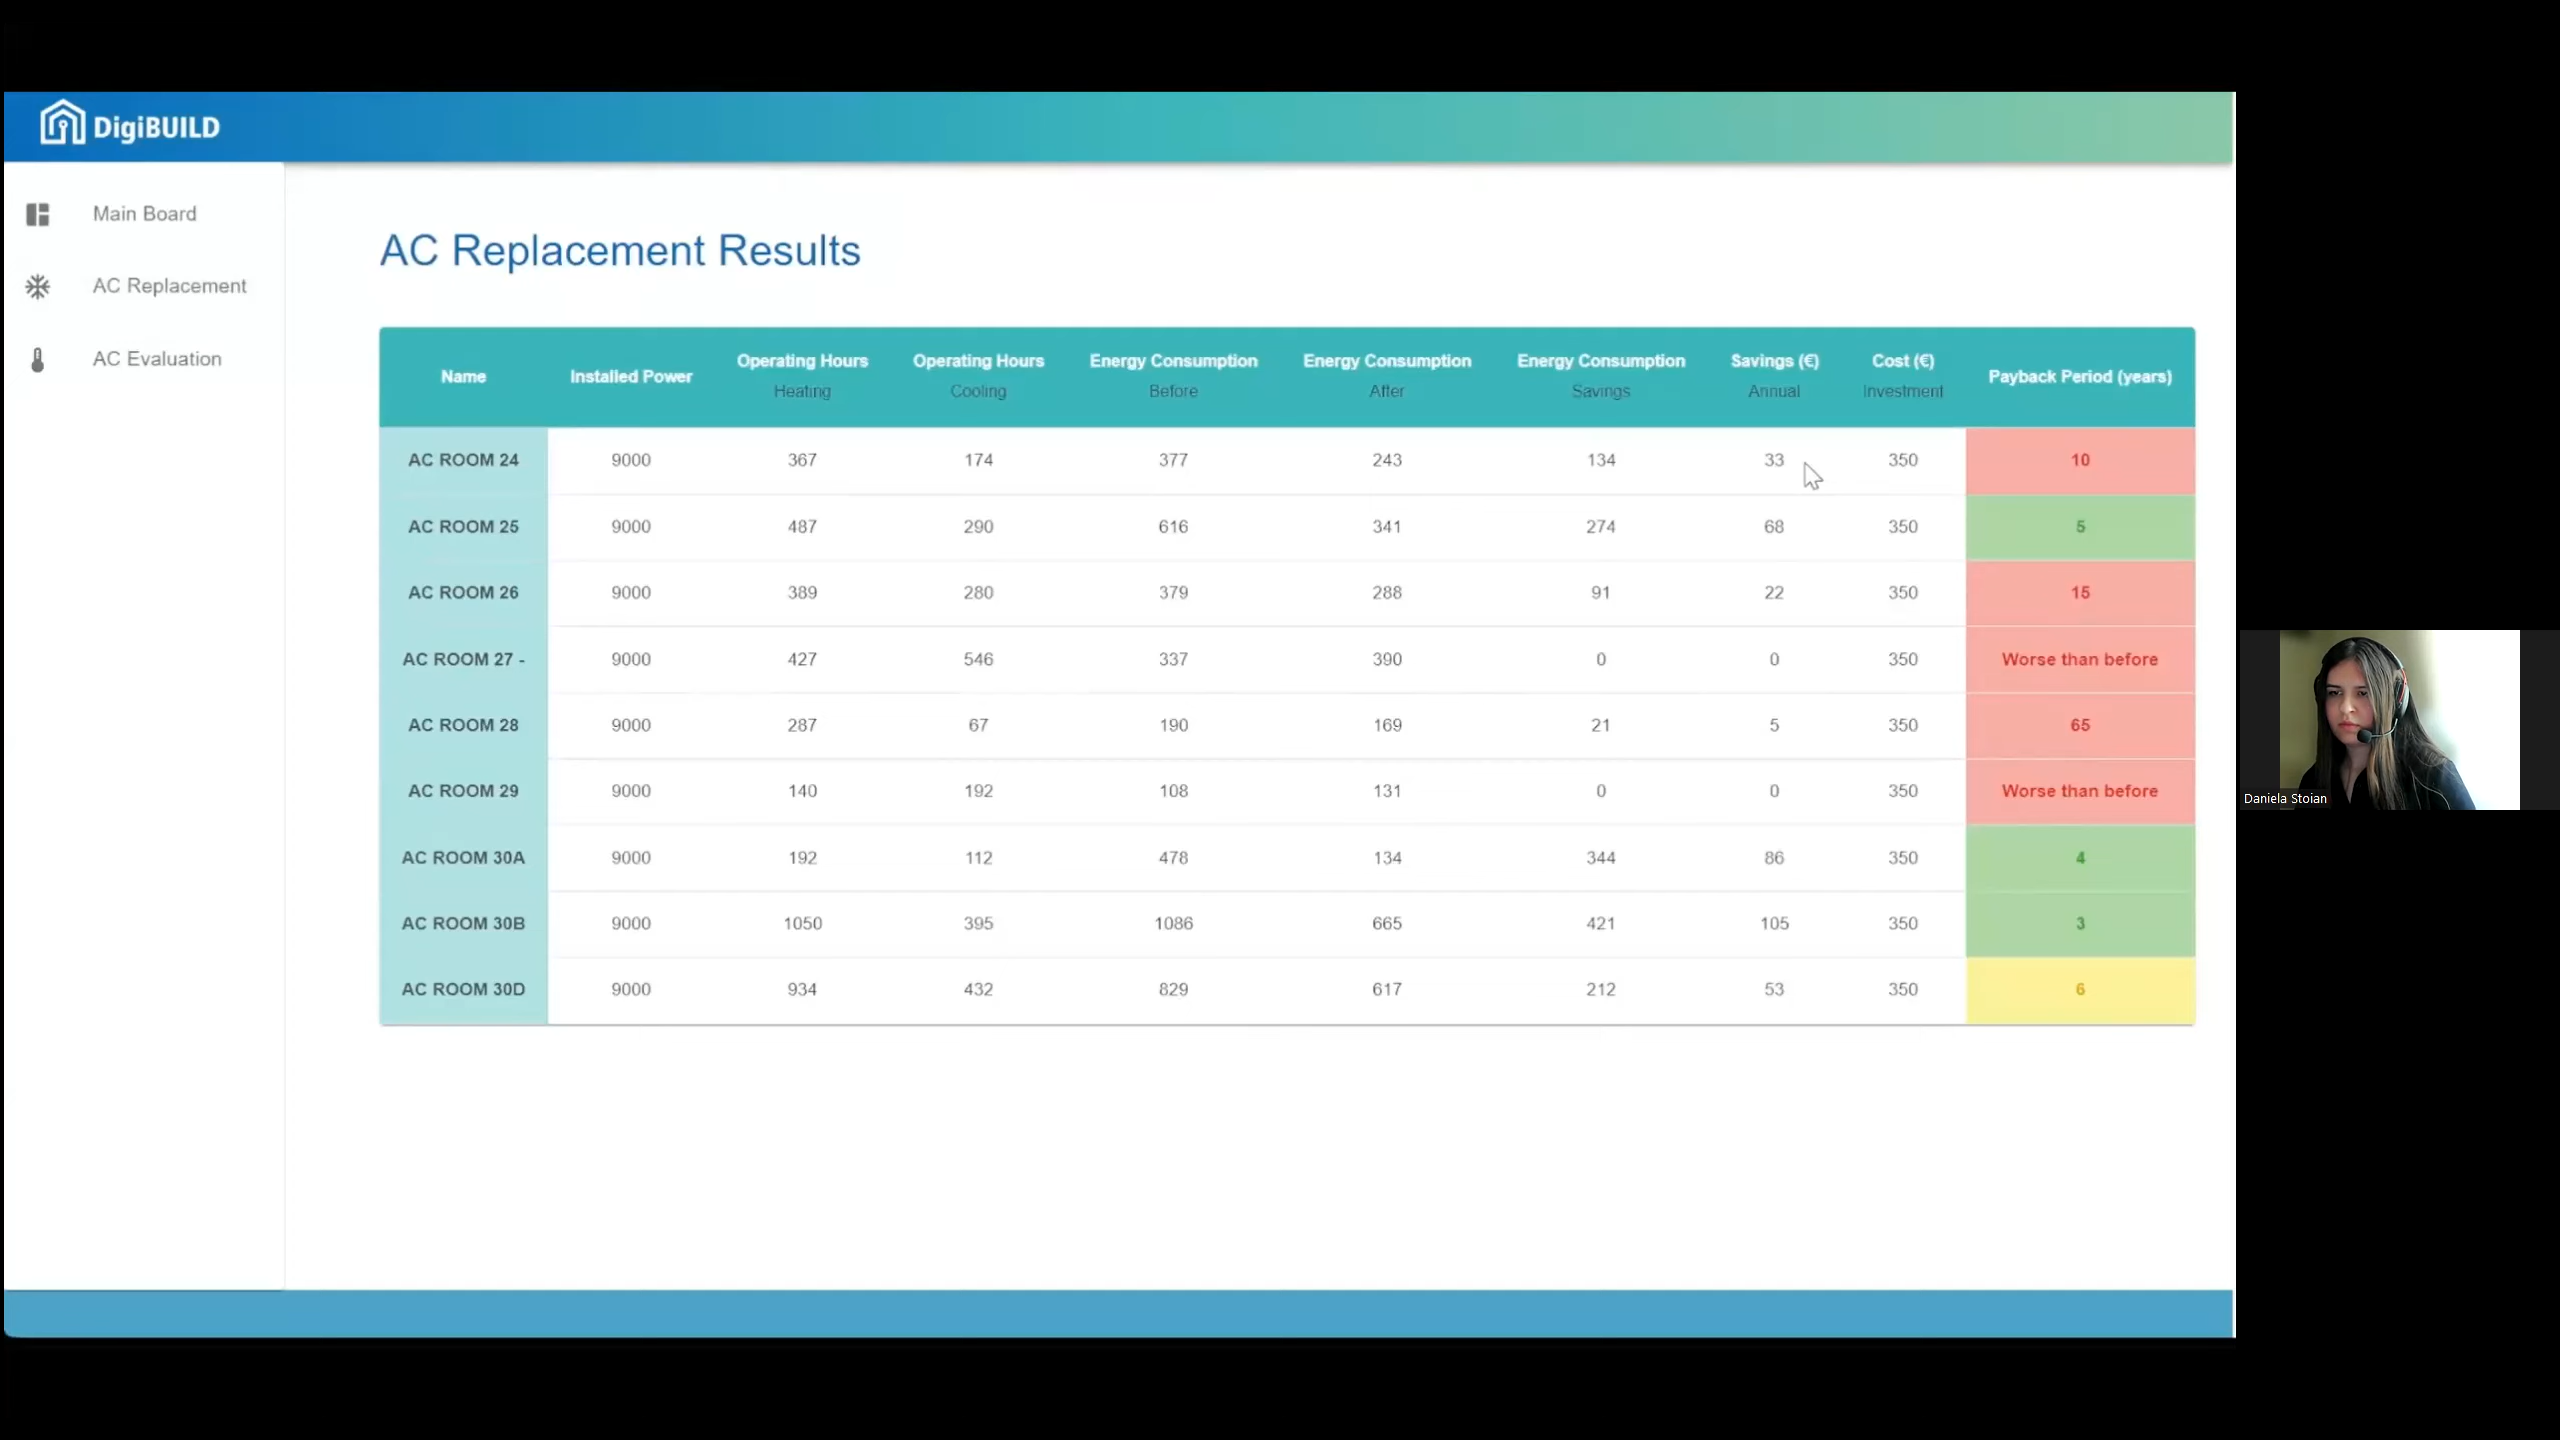 DigiBUILD
Main Board
AC Replacement
AC Evaluation
AC Replacement Results
Name Installed Power Operating Hours Heating Operating Hours Cooling Energy Consumption Before Energy Consumption After Energy Consumption Savings Savings (€) Annual Cost (€) Investment Payback Period (years)
AC ROOM 24 9000 367 174 377 243 134 33 350 10
AC ROOM 25 9000 487 290 616 341 274 68 350 5
AC ROOM 26 9000 389 280 379 288 91 22 350 15
AC ROOM 27 - 9000 427 546 337 390 0 0 350 Worse than before
AC ROOM 28 9000 287 67 190 169 21 5 350 65
AC ROOM 29 9000 140 192 108 131 0 0 350 Worse than before
AC ROOM 30A 9000 192 112 478 134 344 86 350 4
AC ROOM 30B 9000 1050 395 1086 665 421 105 350 3
AC ROOM 30D 9000 934 432 829 617 212 53 350 6
Daniela Stoian